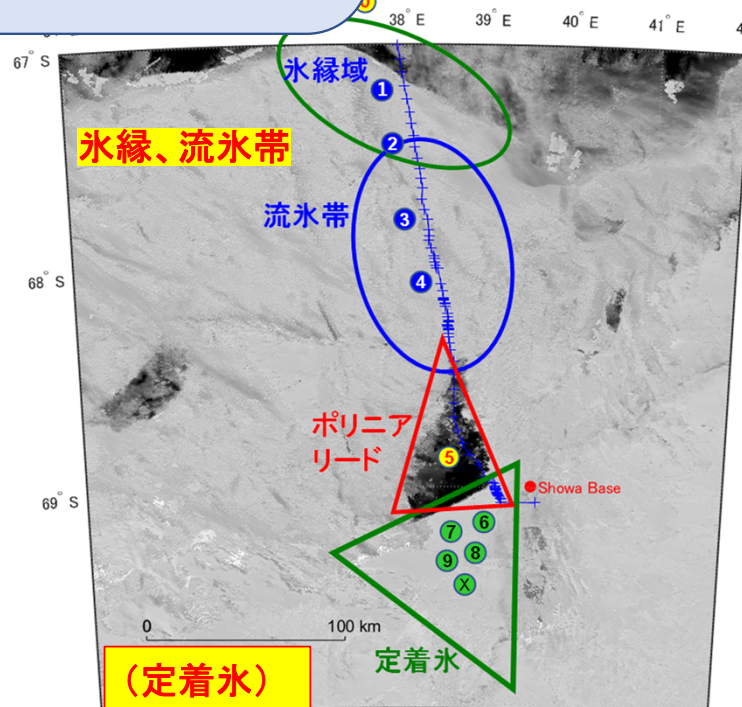 38° E
39° E
40° E
41° E
67° S
氷縁域
1
氷縁、流氷帯
2
流氷帯
3
4
68° S
ポリニア
リード
5
Showa Base
69° S
6
7
8
9
X
0
100 km
定着氷
（定着氷）